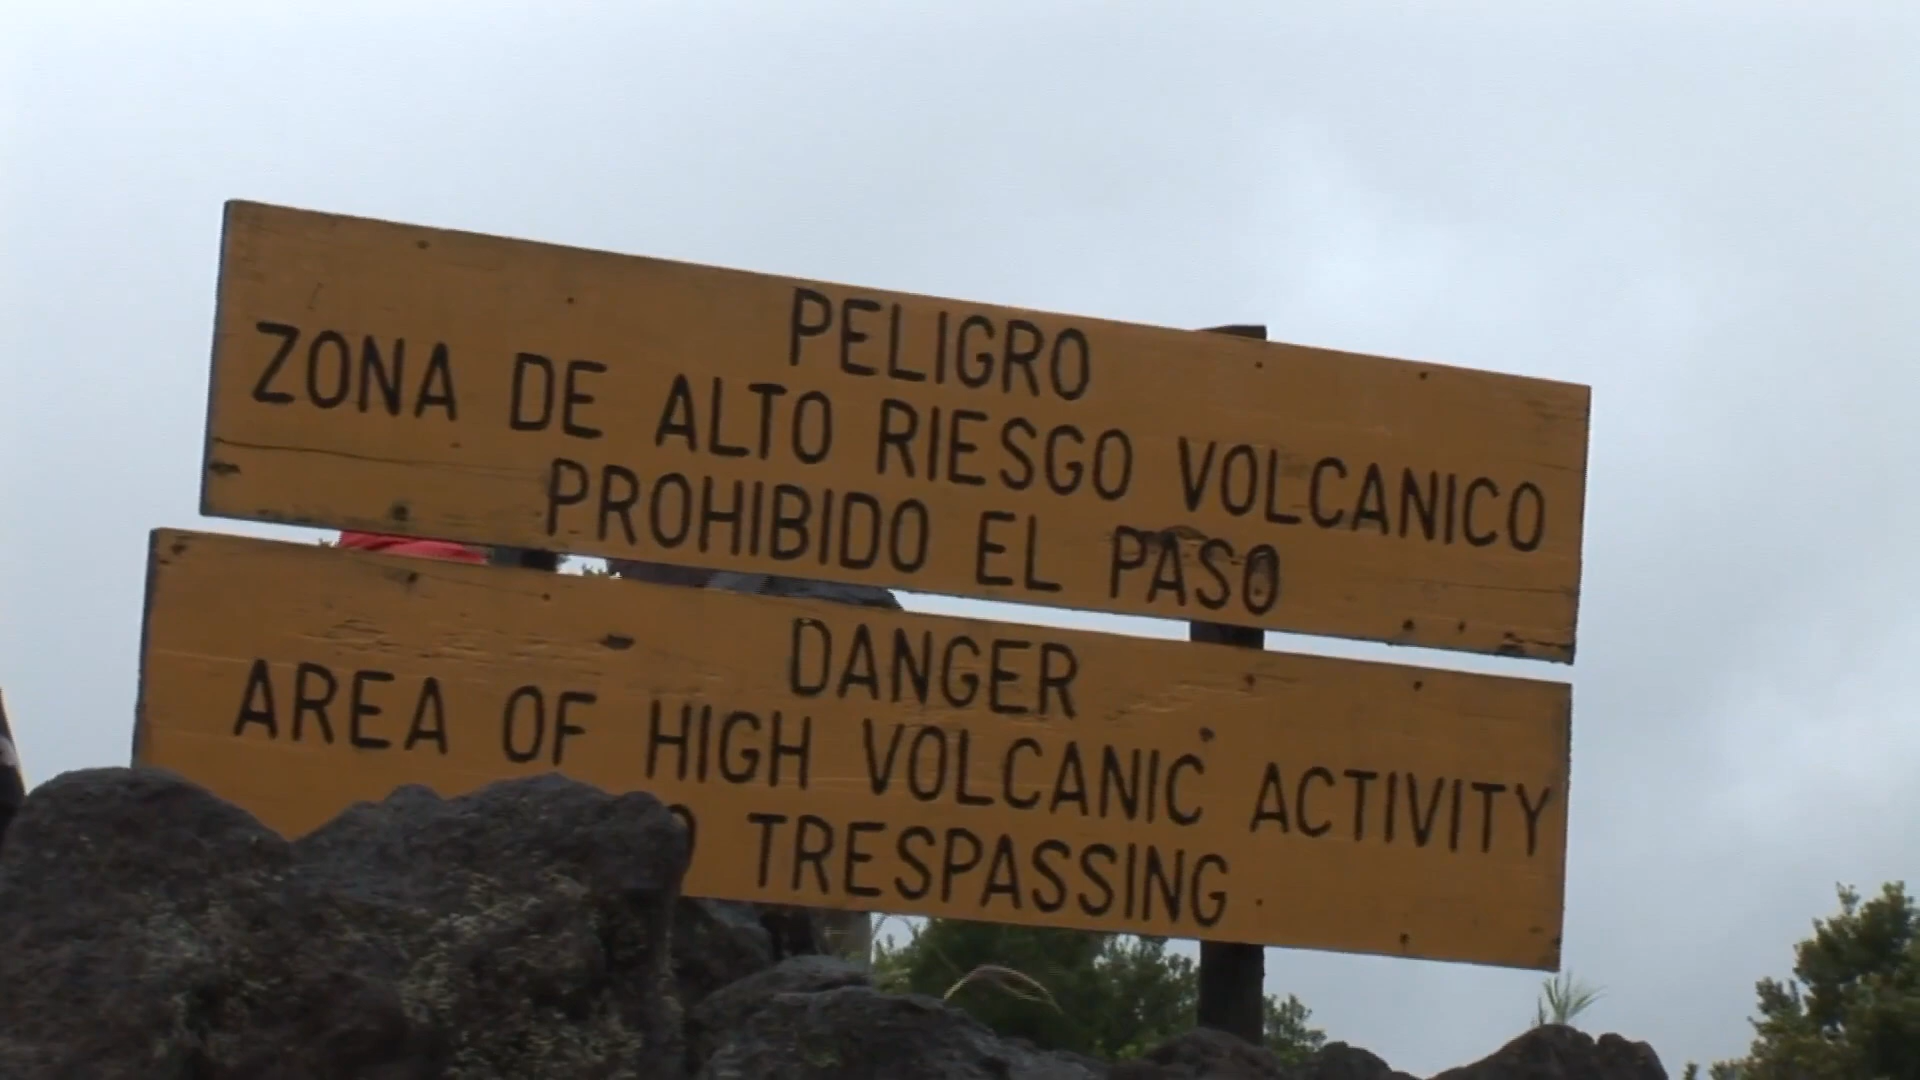 PELIGRO
ZONA DE ALTO RIESGO VOLCANICO
PROHIBIDO EL PASO
DANGER
AREA OF HIGH VOLCANIC ACTIVITY
TRESPASSING